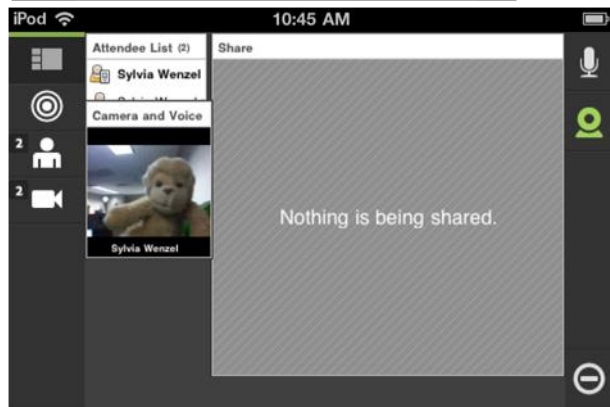 iPod 10:45 AM
Attendee List (2)
Sylvia Wenzel
Camera and Voice
Sylvia Wenzel
Share
Nothing is being shared.
2
2